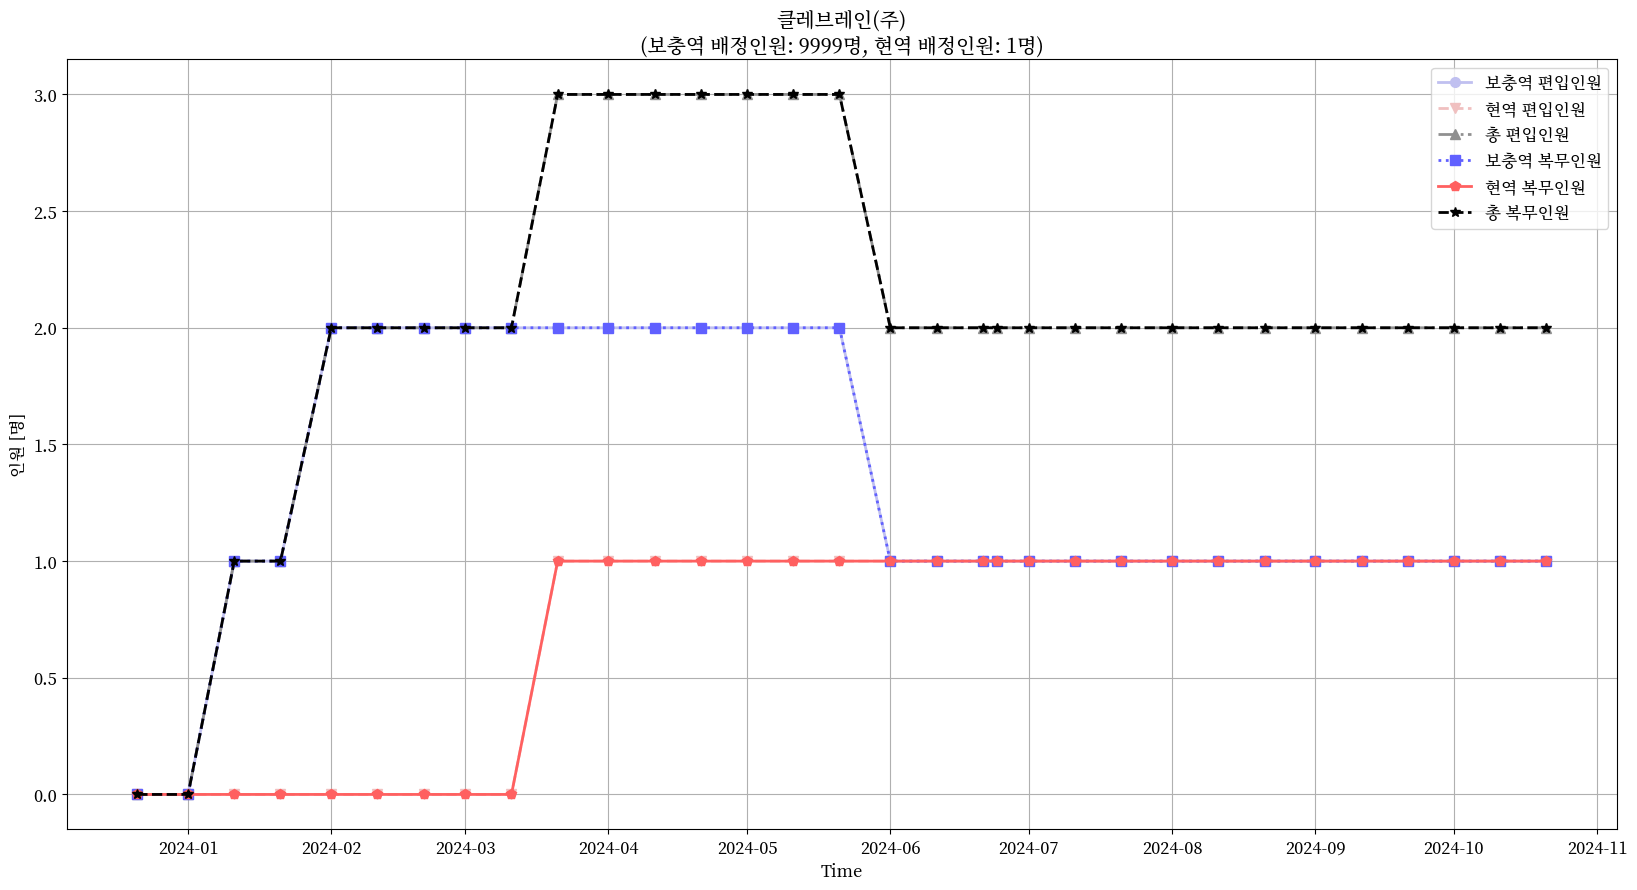 클레브레인(주)
(보충역 배정인원: 9999명, 현역 배정인원: 1명)
보충역 편입인원
현역 편입인원
총 편입인원
보충역 복무인원
현역 복무인원
총 복무인원
인원 [명]
3.0
2.5
2.0
1.5
1.0
0.5
0.0
2024-01 2024-02 2024-03 2024-04 2024-05 2024-06 2024-07 2024-08 2024-09 2024-10 2024-11
Time